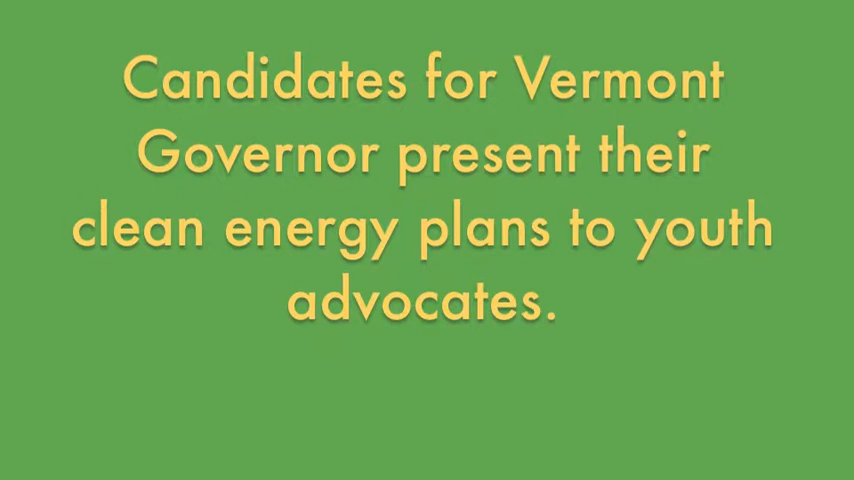 Candidates for Vermont
Governor present their
clean energy plans to youth
advocates.